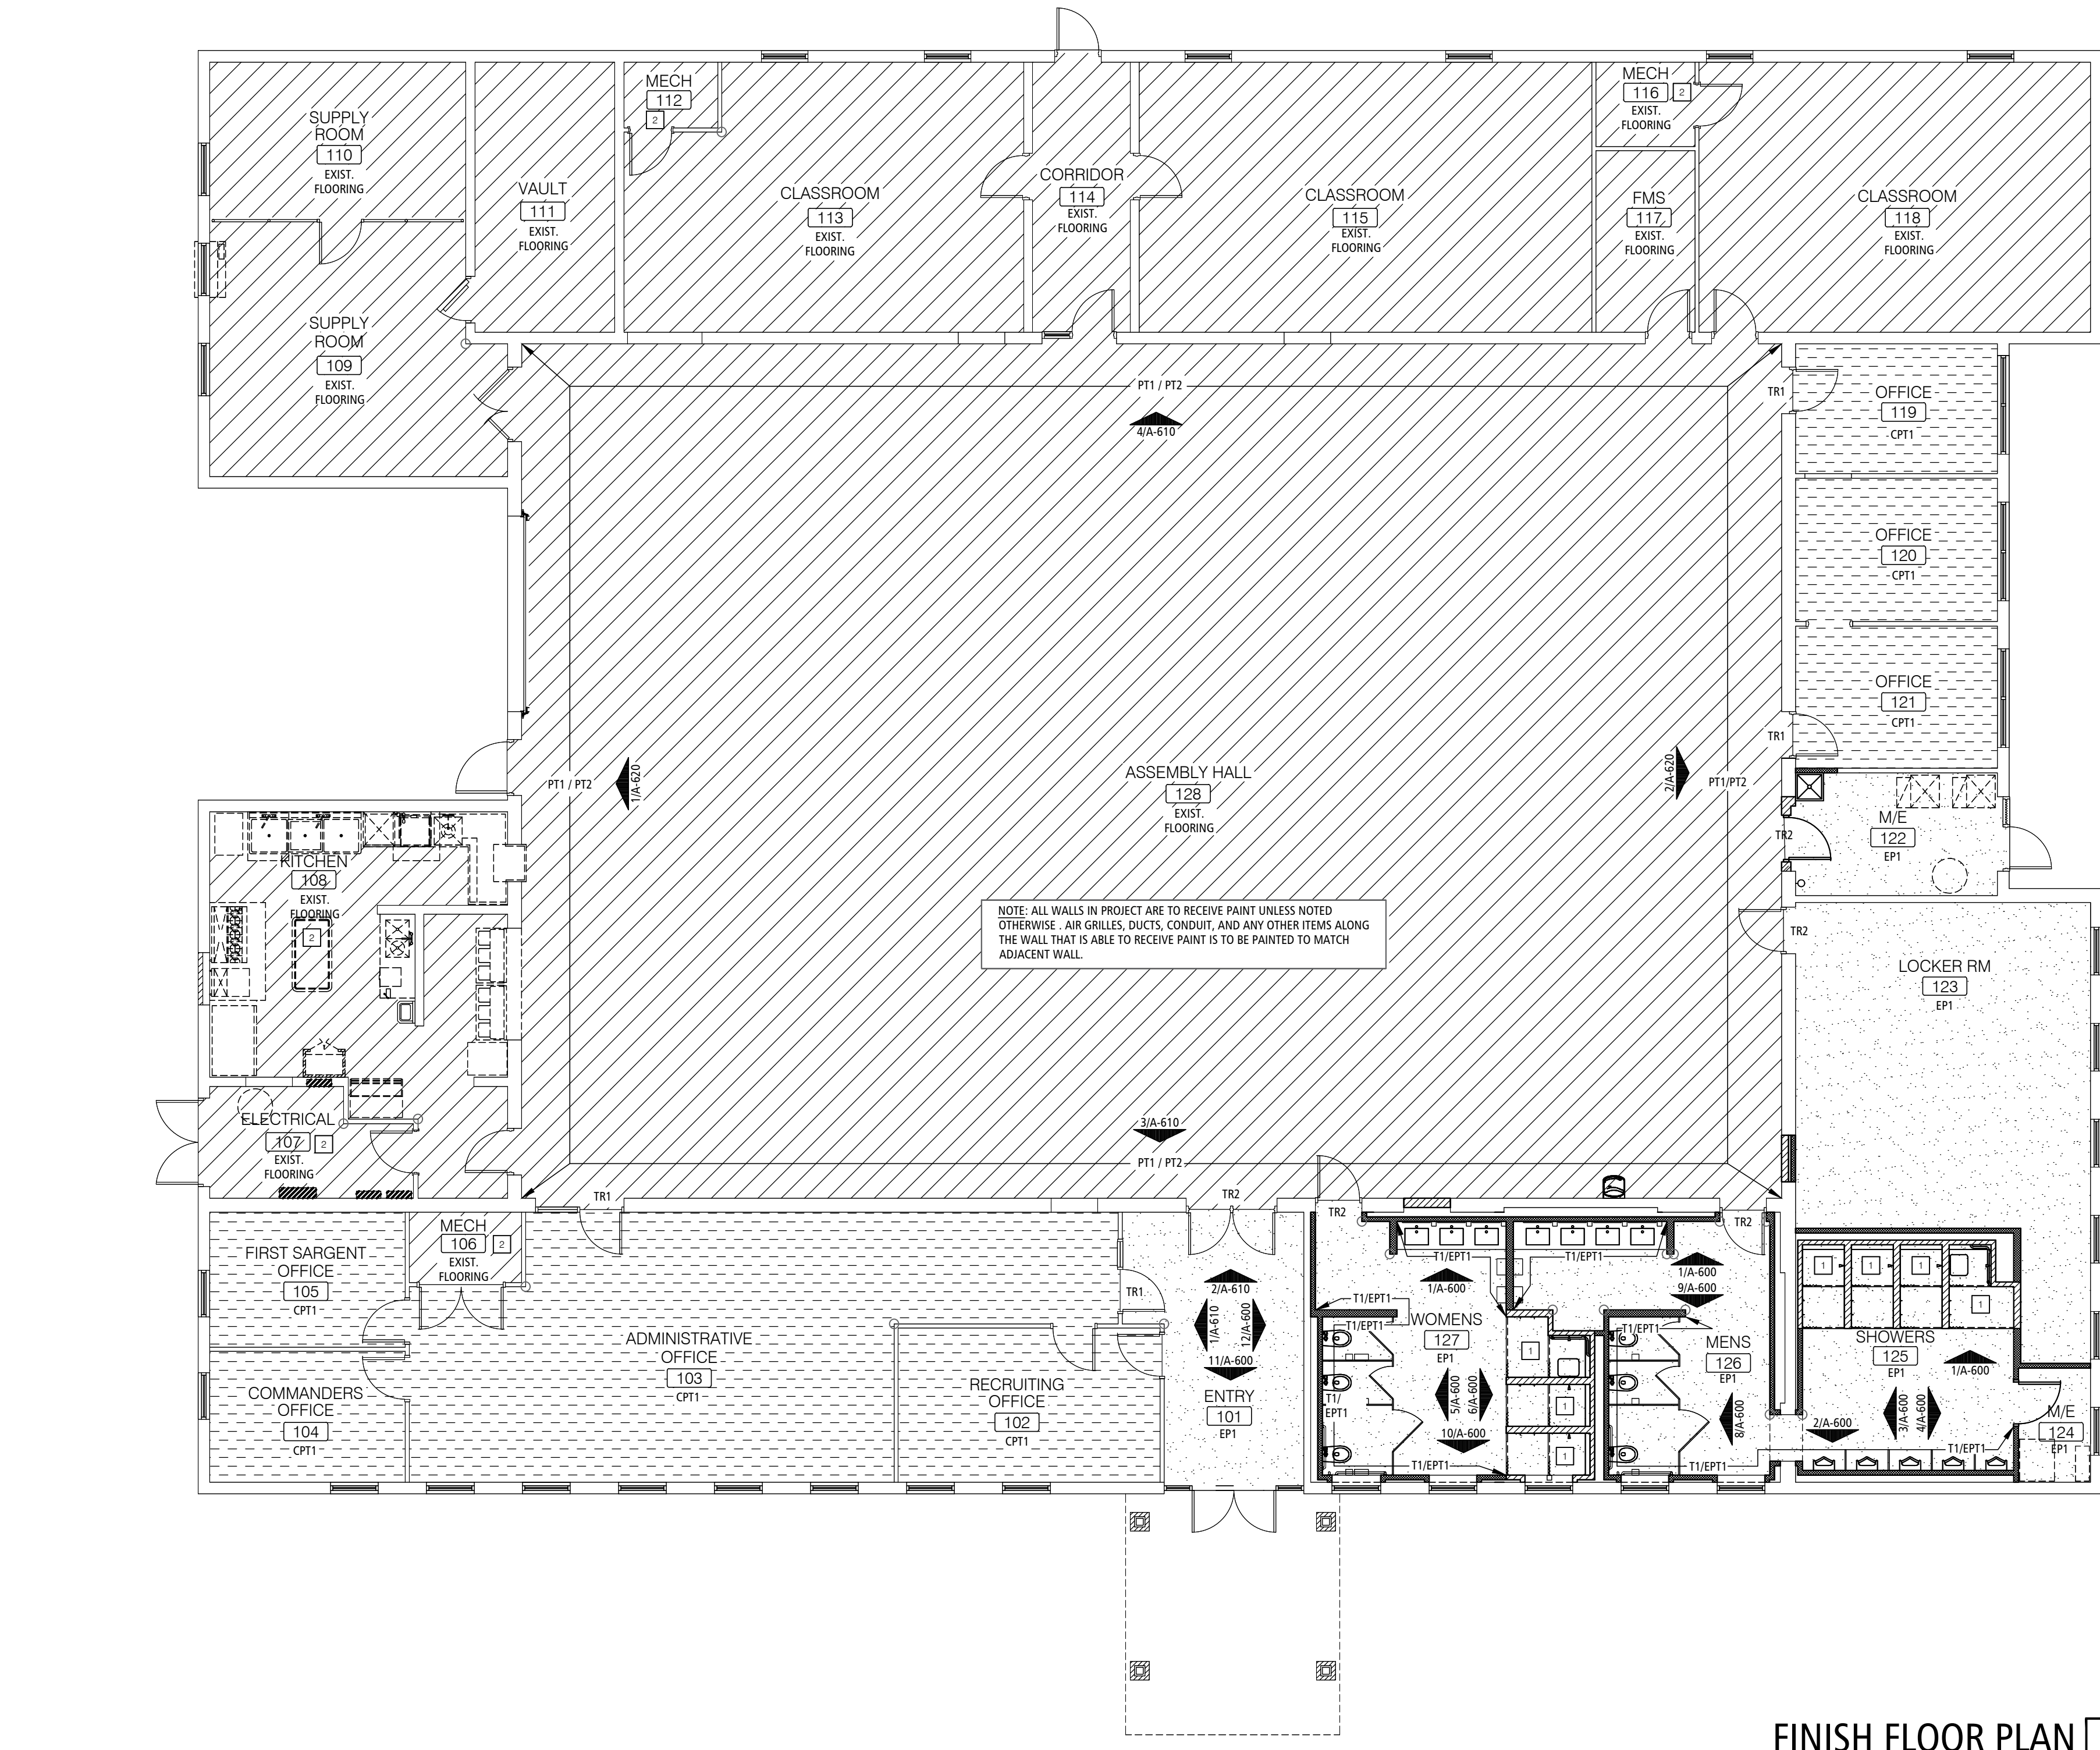 MECH
112
2
MECH
116
2
EXIST.
FLOORING
SUPPLY
ROOM
110
EXIST.
FLOORING
VAULT
111
EXIST.
FLOORING
CLASSROOM
113
EXIST.
FLOORING
CORRIDOR
114
EXIST.
FLOORING
CLASSROOM
115
EXIST.
FLOORING
FMS
117
EXIST.
FLOORING
CLASSROOM
118
EXIST.
FLOORING
SUPPLY
ROOM
109
EXIST.
FLOORING
PT1 / PT2
4/A-610
TR1
OFFICE
119
CPT1
OFFICE
120
CPT1
OFFICE
121
CPT1
TR1
PT1 / PT2
1/A-620
ASSEMBLY HALL
128
EXIST.
FLOORING
2/A-620
PT1/PT2
M/E
122
EP1
TR2
KITCHEN
108
EXIST.
FLOORING
2
NOTE: ALL WALLS IN PROJECT ARE TO RECEIVE PAINT UNLESS NOTED
OTHERWISE . AIR GRILLES, DUCTS, CONDUIT, AND ANY OTHER ITEMS ALONG
THE WALL THAT IS ABLE TO RECEIVE PAINT IS TO BE PAINTED TO MATCH
ADJACENT WALL.
TR2
LOCKER RM
123
EP1
ELECTRICAL
107
2
EXIST.
FLOORING
3/A-610
PT1 / PT2
TR1
TR2
TR2
TR2
FIRST SARGENT
OFFICE
105
CPT1
MECH
106
2
EXIST.
FLOORING
COMMANDERS
OFFICE
104
CPT1
ADMINISTRATIVE
OFFICE
103
CPT1
RECRUITING
OFFICE
102
CPT1
TR1
2/A-610
1/A-610
12/A-600
11/A-600
ENTRY
101
EP1
T1/EPT1
T1/EPT1
1/A-600
T1/EPT1
T1/EPT1
WOMENS
127
EP1
T1/
EPT1
5/A-600
6/A-600
10/A-600
T1/EPT1
1
1
1
1/A-600
9/A-600
T1/EPT1
MENS
126
EP1
8/A-600
T1/EPT1
1
1
1
1
SHOWERS
125
EP1
1/A-600
2/A-600
3/A-600
4/A-600
T1/EPT1
M/E
124
EP1
FINISH FLOOR PLAN